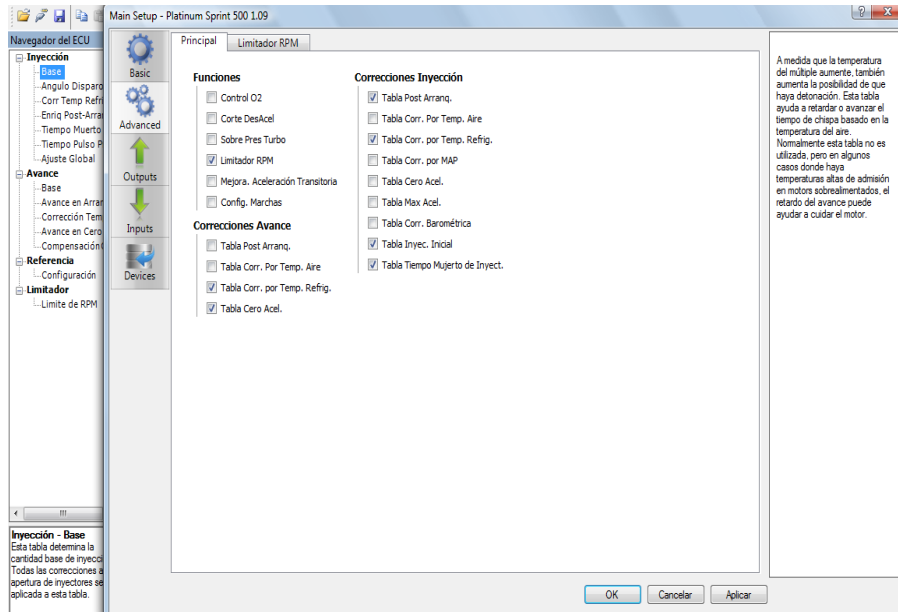 Main Setup - Platinum Sprint 500 1.09
Navegador del ECU
Inyección
Base
Angulo Disparo
Corr Temp Refri
Enriq Post-Arra
Tiempo Muerto
Tiempo Pulso P
Ajuste Global
Avance
Base
Avance en Arrar
Corrección Tem
Avance en Cero
Compensación
Referencia
Configuración
Limitador
Limite de RPM
Inyección - Base
Esta tabla determina la
cantidad base de inyecci
Todas las correcciones a
apertura de inyectores se
aplicada a esta tabla.
Basic
Advanced
Outputs
Inputs
Devices
Principal
Limitador RPM
Funciones
Control O2
Corte DesAcel
Sobre Pres Turbo
Limitador RPM
Mejora. Aceleración Transitoria
Config. Marchas
Correcciones Avance
Tabla Post Arranq.
Tabla Corr. Por Temp. Aire
Tabla Corr. por Temp. Refrig.
Tabla Cero Acel.
Correcciones Inyección
Tabla Post Arranq.
Tabla Corr. Por Temp. Aire
Tabla Corr. por Temp. Refrig.
Tabla Corr. por MAP
Tabla Cero Acel.
Tabla Max Acel.
Tabla Corr. Barométrica
Tabla Inyec. Inicial
Tabla Tiempo Mujerto de Inyect.
A medida que la temperatura
del múltiple aumente, también
aumenta la posibilidad de que
haya detonación. Esta tabla
ayuda a retardar o avanzar el
tiempo de chispa basado en la
temperatura del aire.
Normalmente esta tabla no es
utilizada, pero en algunos
casos donde haya
temperaturas altas de admisión
en motors sobrealimentados, el
retardo del avance puede
ayudar a cuidar el motor.
OK
Cancelar
Aplicar